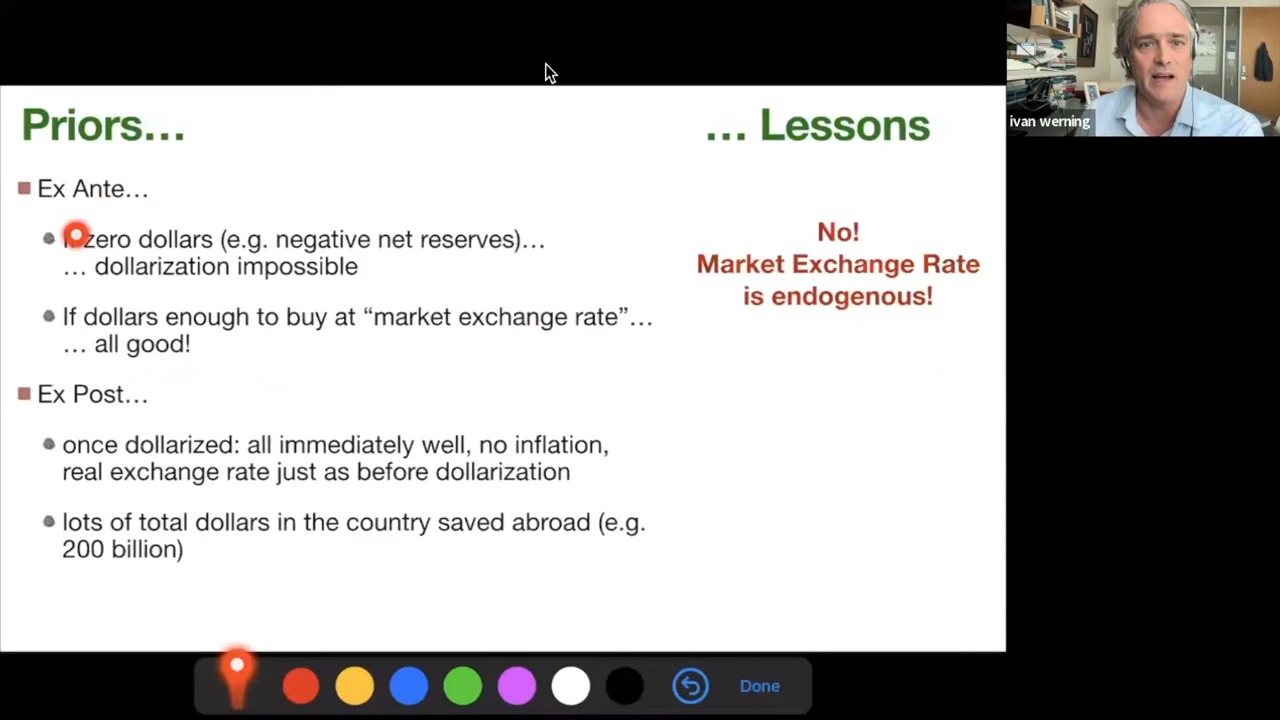 Priors…
… Lessons
Ex Ante…
zero dollars (e.g. negative net reserves)…
… dollarization impossible
If dollars enough to buy at “market exchange rate”…
… all good!
No!
Market Exchange Rate
is endogenous!
Ex Post…
once dollarized: all immediately well, no inflation,
real exchange rate just as before dollarization
lots of total dollars in the country saved abroad (e.g.
200 billion)
ivan werning
Done